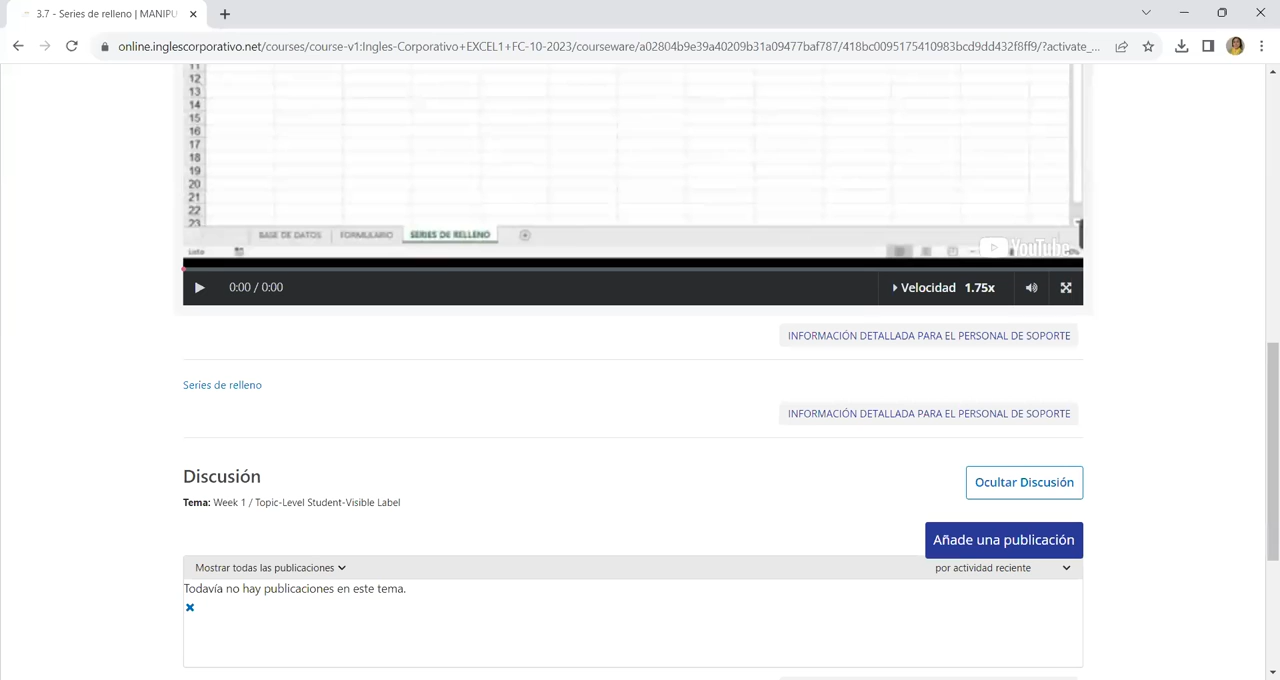 3.7 - Series de relleno | MANIPU
online.inglescorporativo.net/courses/course-v1:Ingles-Corporativo+EXCEL1+FC-10-2023/courseware/a02804b9e39a40209b31a09477baf787/418bc0095175410983bcd9dd432f8ff9/?activate_...
11
12
13
14
15
16
17
18
19
20
21
22
23
BASE DE DATOS FORMULARIO SERIES DE RELLENO
Listo
YouTube
0:00 / 0:00 Velocidad 1.75x
INFORMACIÓN DETALLADA PARA EL PERSONAL DE SOPORTE
Series de relleno
INFORMACIÓN DETALLADA PARA EL PERSONAL DE SOPORTE
Discusión
Ocultar Discusión
Tema: Week 1 / Topic-Level Student-Visible Label
Añade una publicación
Mostrar todas las publicaciones por actividad reciente
Todavía no hay publicaciones en este tema.